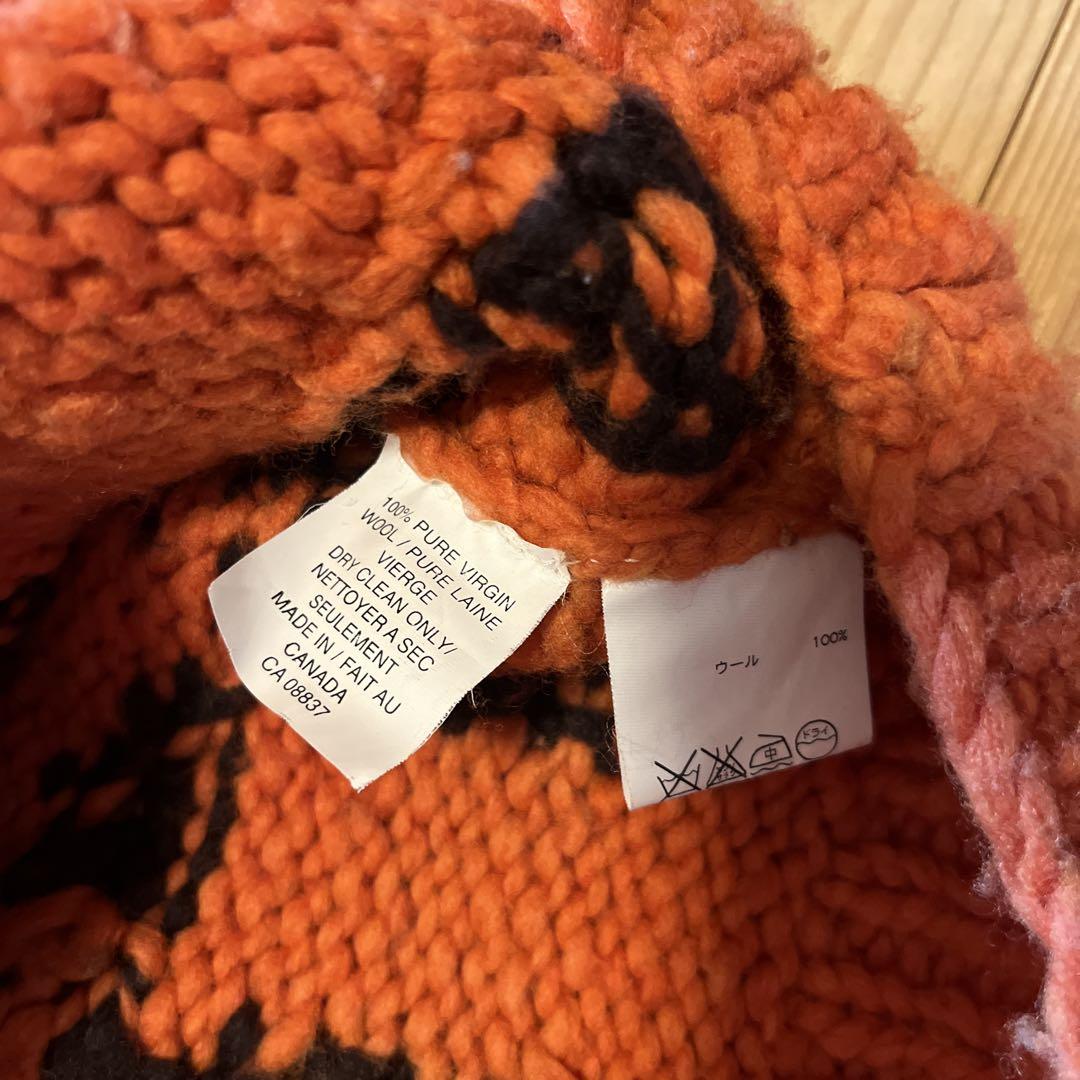 100% PURE VIRGIN
WOOL / PURE LAINE
VIERGE
DRY CLEAN ONLY/
NETTOYER A SEC
SEULEMENT
MADE IN / FAIT AU
CANADA
CA 08837
ウール 100%
中 ドライ